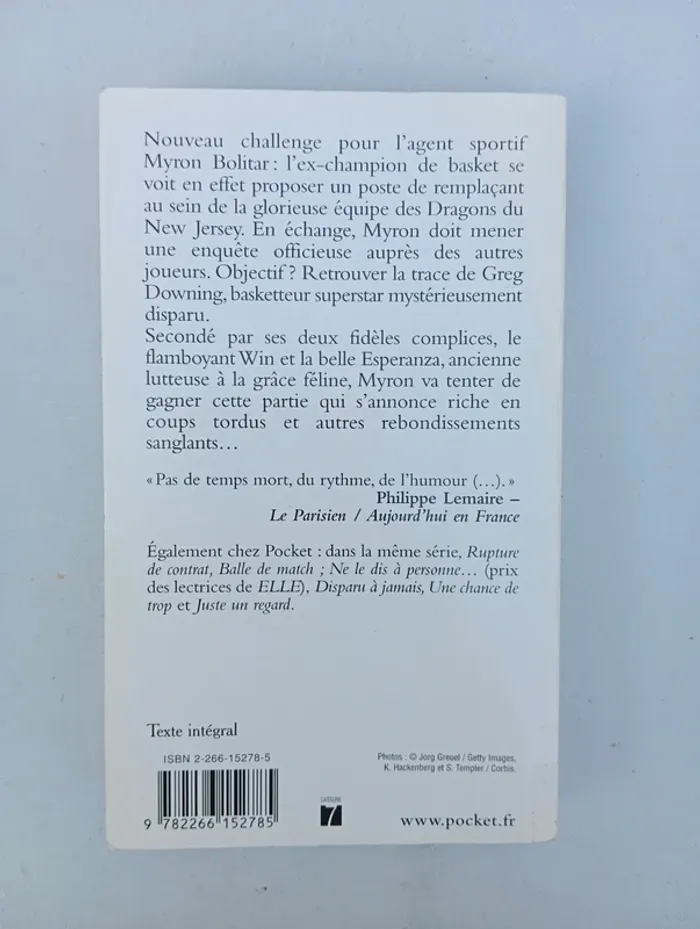 Nouveau challenge pour l'agent sportif
Myron Bolitar : l'ex-champion de basket se
voit en effet proposer un poste de remplaçant
au sein de la glorieuse équipe des Dragons du
New Jersey. En échange, Myron doit mener
une enquête officieuse auprès des autres
joueurs. Objectif ? Retrouver la trace de Greg
Downing, basketteur superstar mystérieusement
disparu.
Secondé par ses deux fidèles complices, le
flamboyant Win et la belle Esperanza, ancienne
lutteuse à la grâce féline, Myron va tenter de
gagner cette partie qui s'annonce riche en
coups tordus et autres rebondissements
sanglants…
« Pas de temps mort, du rythme, de l'humour (…). »
Philippe Lemaire –
Le Parisien / Aujourd'hui en France
Également chez Pocket : dans la même série, Rupture
de contrat, Balle de match ; Ne le dis à personne… (prix
des lectrices de ELLE), Disparu à jamais, Une chance de
trop et Juste un regard.
Texte intégral
ISBN 2-266-15278-5
Photos : © Jorg Greuel / Getty Images,
K. Hackenberg et S. Templer / Corbis.
9 782266 152785
CATÉGORIE
7
www.pocket.fr